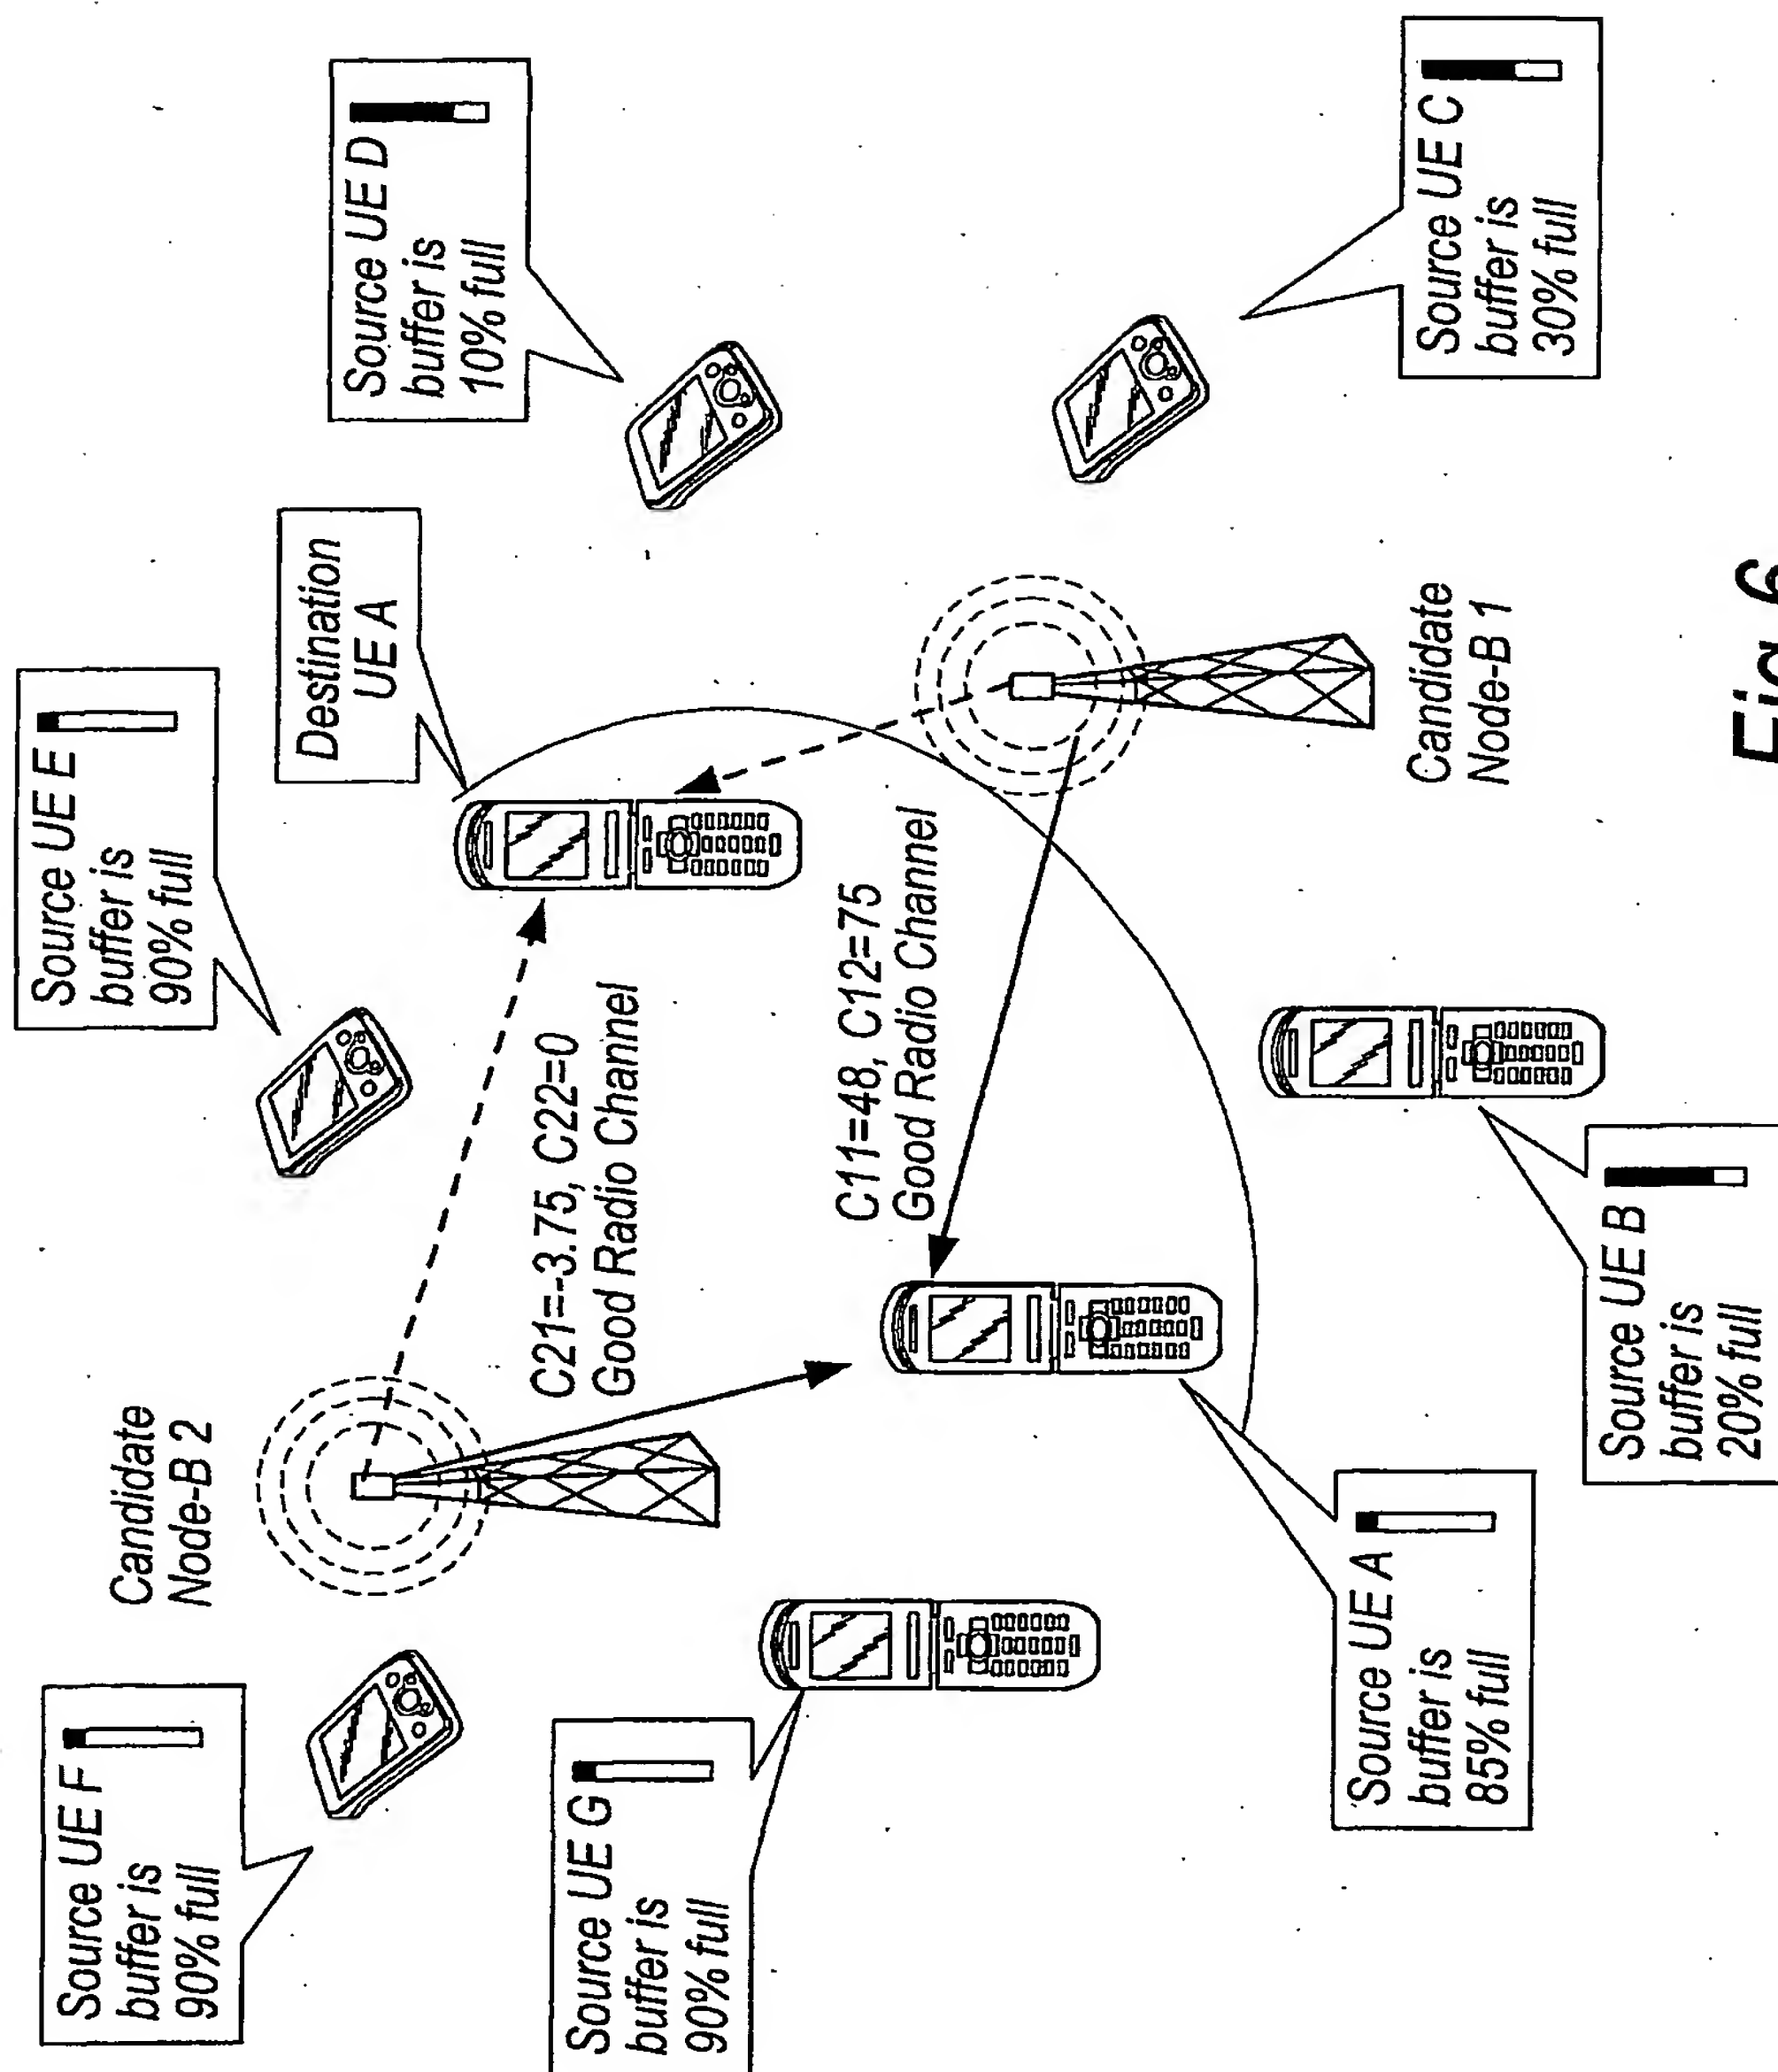 Source UE F
buffer is
90% full
Candidate
Node-B 2
Source UE E
buffer is
90% full
Destination
UE A
Source UE D
buffer is
10% full
Source UE G
buffer is
90% full
C21=-3.75, C22=0
Good Radio Channel
C11=48, C12=75
Good Radio Channel
Source UE A
buffer is
85% full
Source UE B
buffer is
20% full
Candidate
Node-B 1
Source UE C
buffer is
30% full
Fig. 6